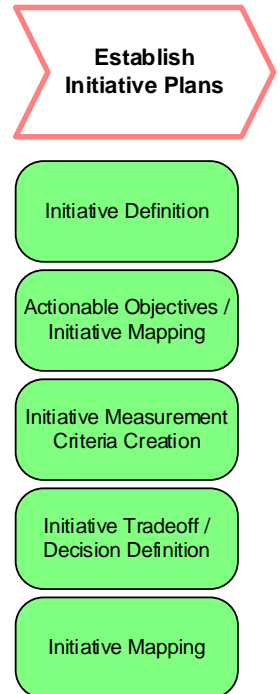 Establish
Initiative Plans
Initiative Definition
Actionable Objectives /
Initiative Mapping
Initiative Measurement
Criteria Creation
Initiative Tradeoff /
Decision Definition
Initiative Mapping